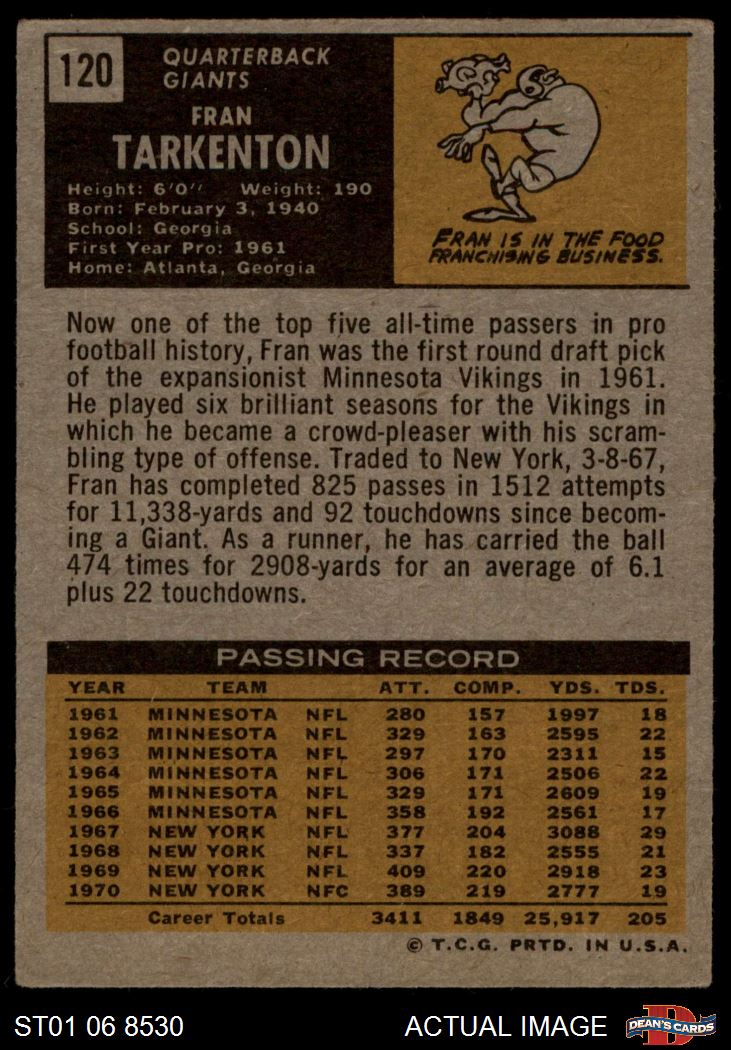 120
QUARTERBACK
GIANTS
FRAN
TARKENTON
Height: 6'0" Weight: 190
Born: February 3, 1940
School: Georgia
First Year Pro: 1961
Home: Atlanta, Georgia
FRAN IS IN THE FOOD
FRANCHISING BUSINESS.
Now one of the top five all-time passers in pro
football history, Fran was the first round draft pick
of the expansionist Minnesota Vikings in 1961.
He played six brilliant seasons for the Vikings in
which he became a crowd-pleaser with his scram-
bling type of offense. Traded to New York, 3-8-67,
Fran has completed 825 passes in 1512 attempts
for 11,338-yards and 92 touchdowns since becom-
ing a Giant. As a runner, he has carried the ball
474 times for 2908-yards for an average of 6.1
plus 22 touchdowns.
PASSING RECORD
YEAR TEAM ATT. COMP. YDS. TDS.
1961 MINNESOTA NFL 280 157 1997 18
1962 MINNESOTA NFL 329 163 2595 22
1963 MINNESOTA NFL 297 170 2311 15
1964 MINNESOTA NFL 306 171 2506 22
1965 MINNESOTA NFL 329 171 2609 19
1966 MINNESOTA NFL 358 192 2561 17
1967 NEW YORK NFL 377 204 3088 29
1968 NEW YORK NFL 337 182 2555 21
1969 NEW YORK NFL 409 220 2918 23
1970 NEW YORK NFC 389 219 2777 19
Career Totals 3411 1849 25,917 205
© T.C.G. PRTD. IN U.S.A.
ST01 06 8530 ACTUAL IMAGE D DEAN'S CARDS